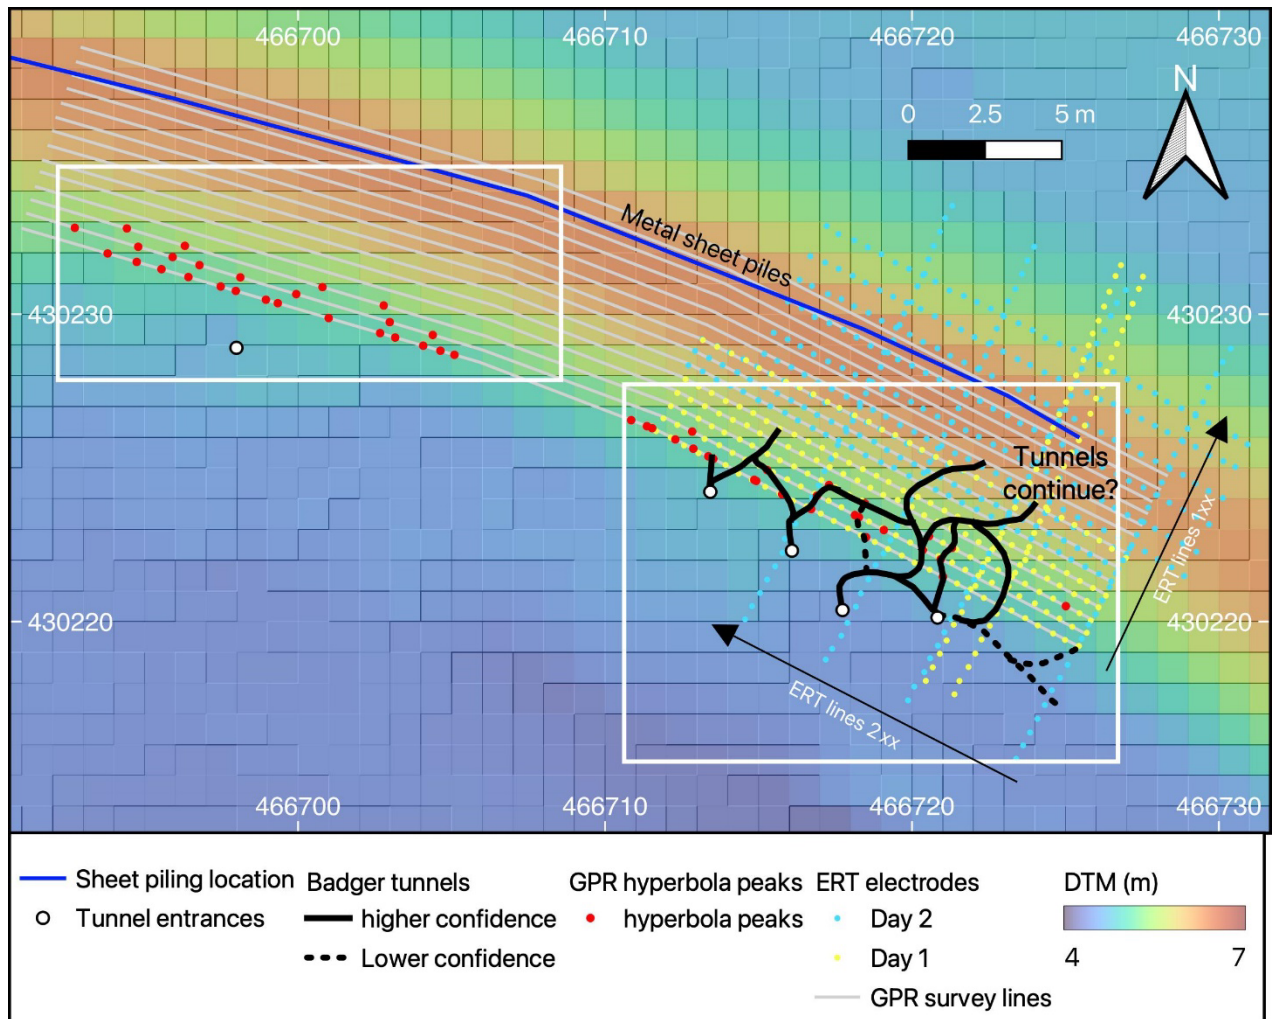 466700 466710 466720 466730
N
0 2.5 5 m
Metal sheet piles
430230 430230
Tunnels
continue?
ERT lines 1xx
430220 430220
ERT lines 2xx
466700 466710 466720 466730
Sheet piling location Badger tunnels GPR hyperbola peaks ERT electrodes DTM (m)
Tunnel entrances higher confidence hyperbola peaks Day 2
Lower confidence Day 1 4 7
GPR survey lines